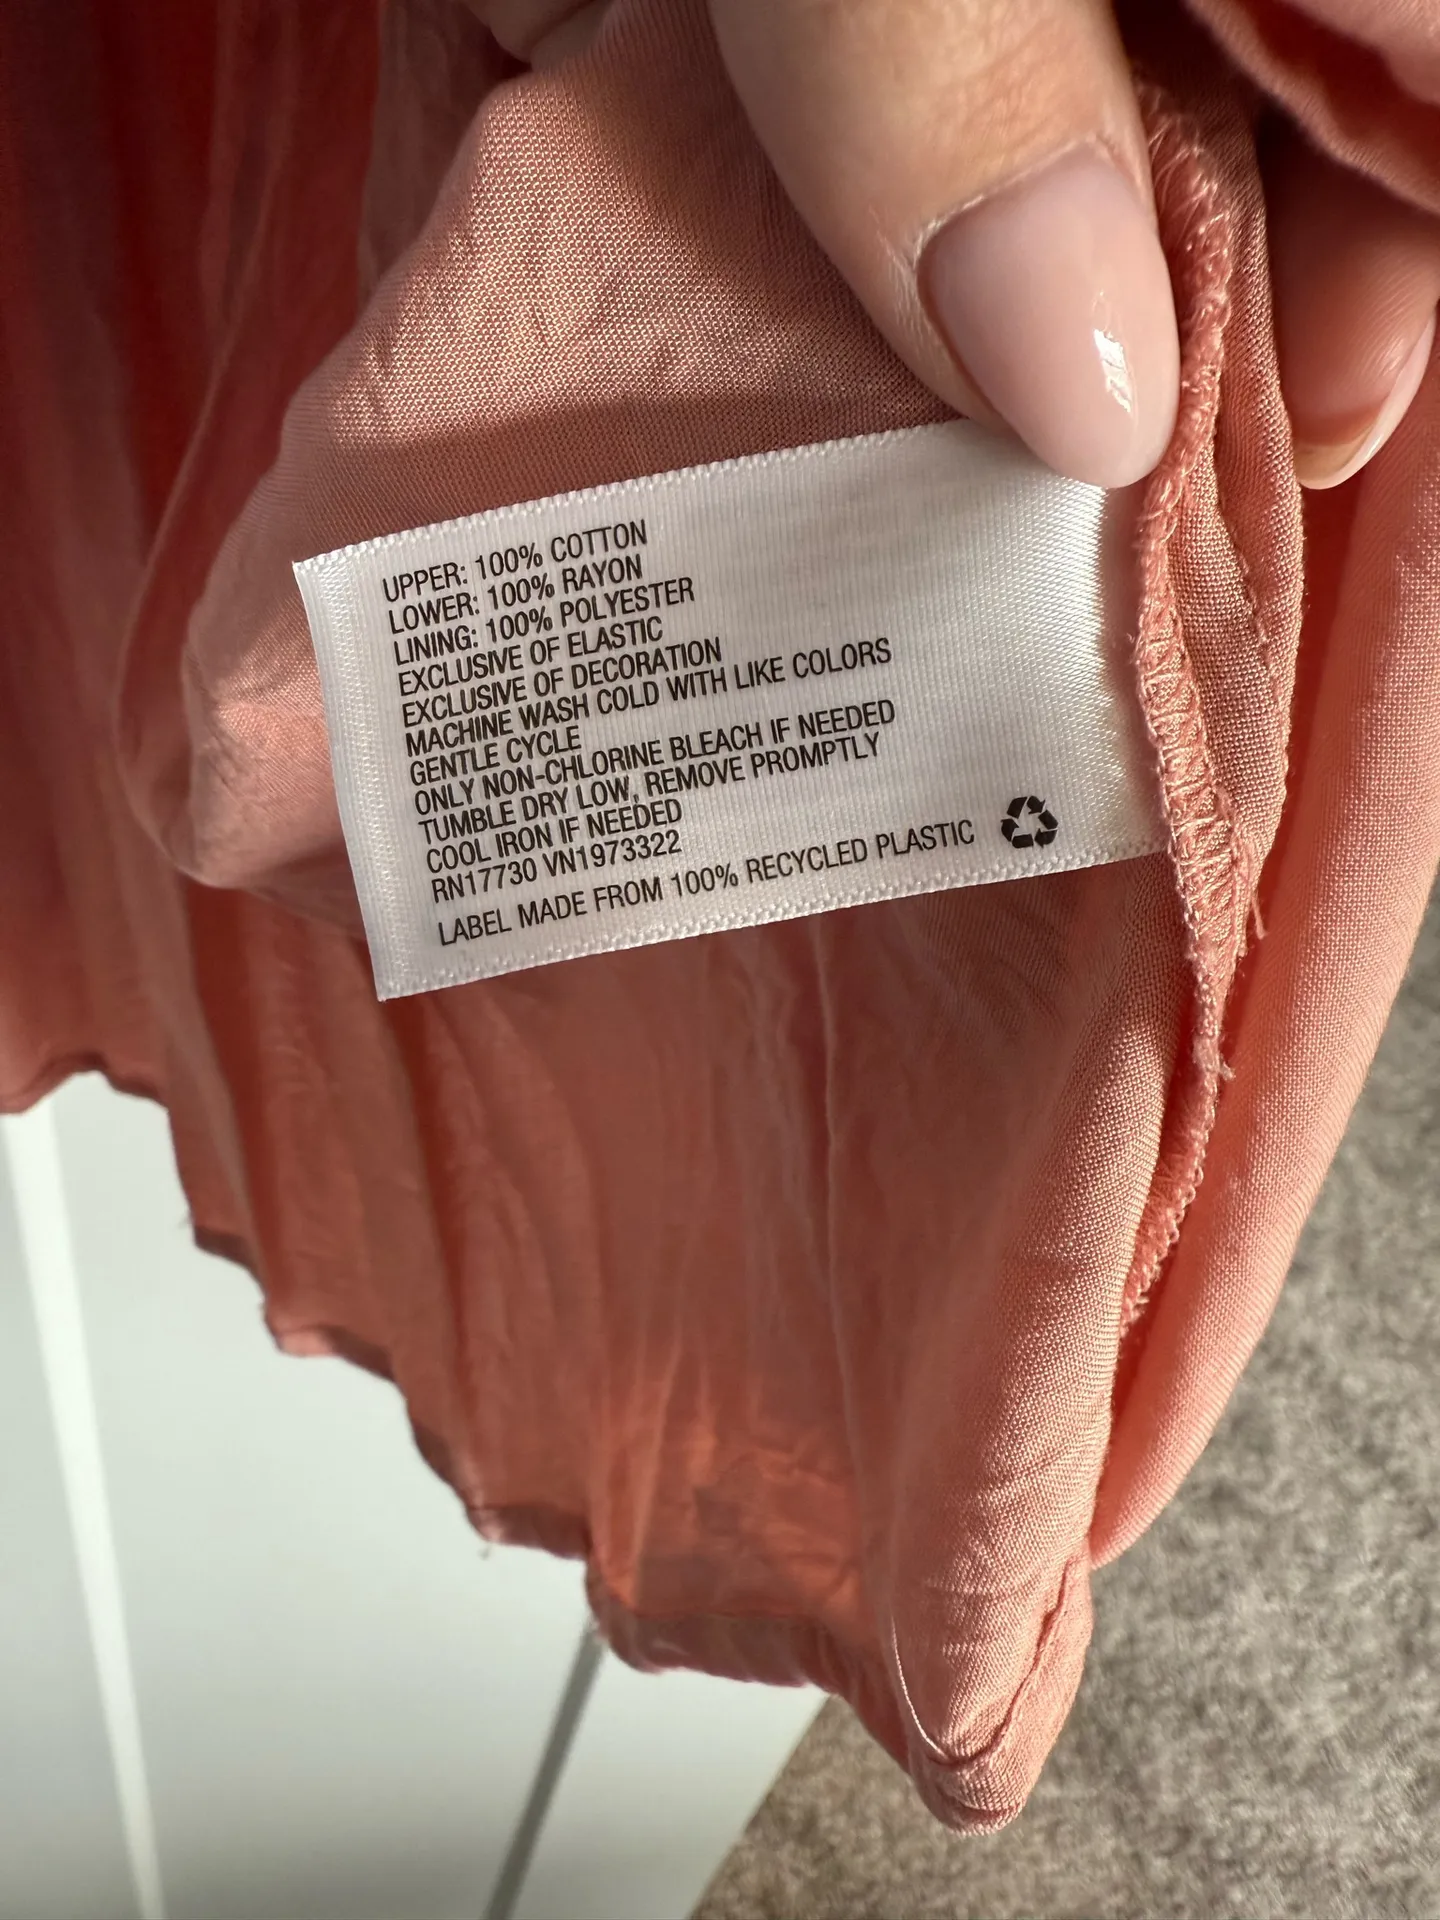 UPPER: 100% COTTON
LOWER: 100% RAYON
LINING: 100% POLYESTER
EXCLUSIVE OF ELASTIC
EXCLUSIVE OF DECORATION
MACHINE WASH COLD WITH LIKE COLORS
GENTLE CYCLE
ONLY NON-CHLORINE BLEACH IF NEEDED
TUMBLE DRY LOW, REMOVE PROMPTLY
COOL IRON IF NEEDED
RN17730 VN1973322
LABEL MADE FROM 100% RECYCLED PLASTIC